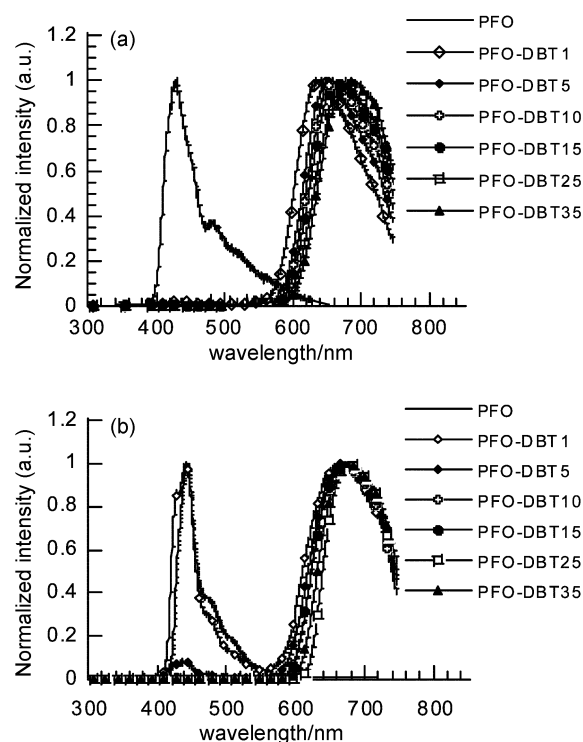 (a)
Normalized intensity (a.u.)
1.2
1
0.8
0.6
0.4
0.2
0
300 400 500 600 700 800
wavelength/nm
PFO
PFO-DBT1
PFO-DBT5
PFO-DBT10
PFO-DBT15
PFO-DBT25
PFO-DBT35
(b)
Normalized intensity (a.u.)
1.2
1
0.8
0.6
0.4
0.2
0
300 400 500 600 700 800
wavelength/nm
PFO
PFO-DBT1
PFO-DBT5
PFO-DBT10
PFO-DBT15
PFO-DBT25
PFO-DBT35